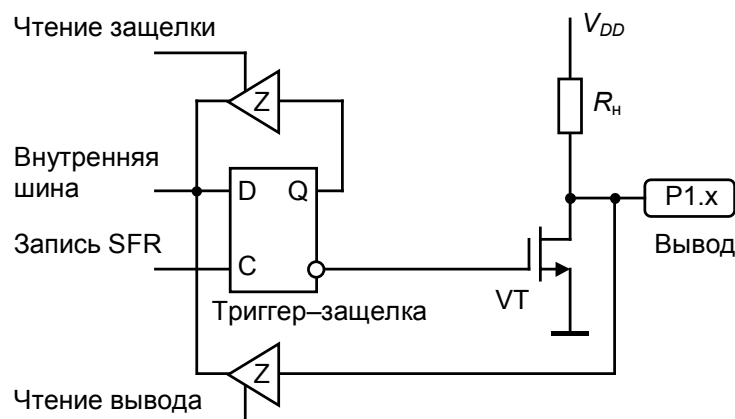 Чтение защелки
V_DD
Z
R_н
Внутренняя
шина
D
Q
P1.x
Запись SFR
C
Вывод
VT
Триггер–защелка
Z
Чтение вывода